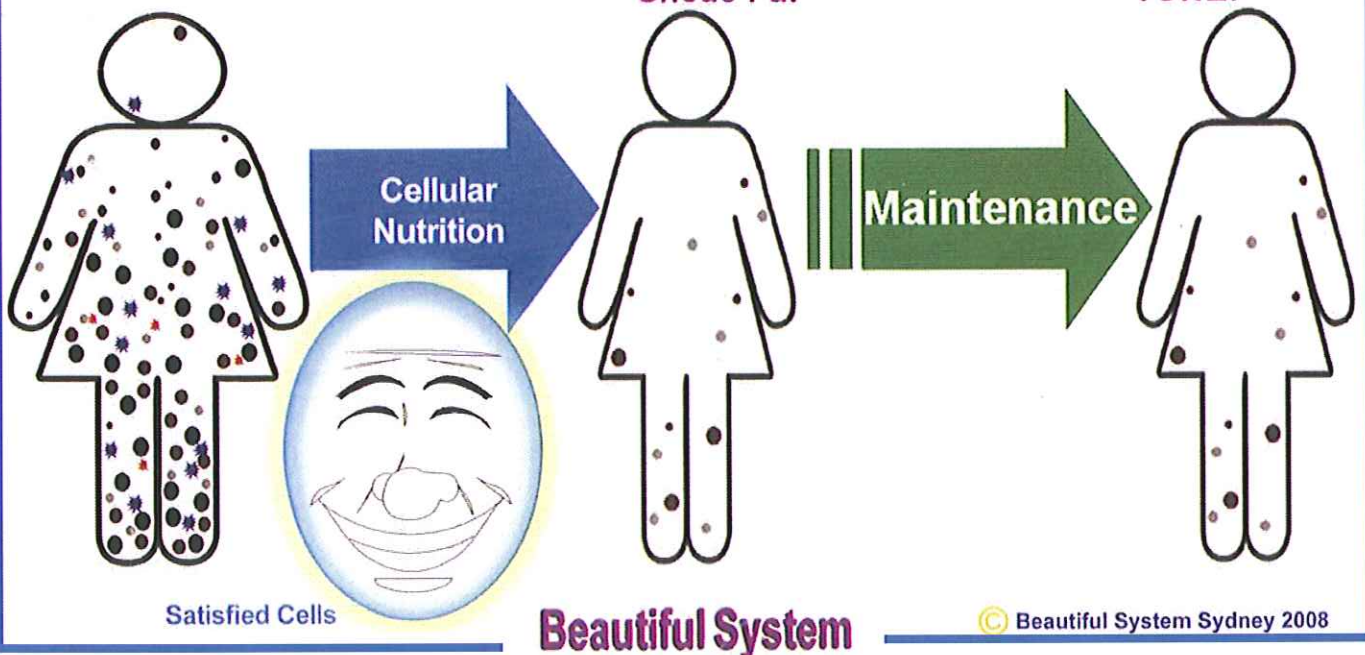 Cellular
Nutrition
Maintenance
Satisfied Cells
Beautiful System
© Beautiful System Sydney 2008